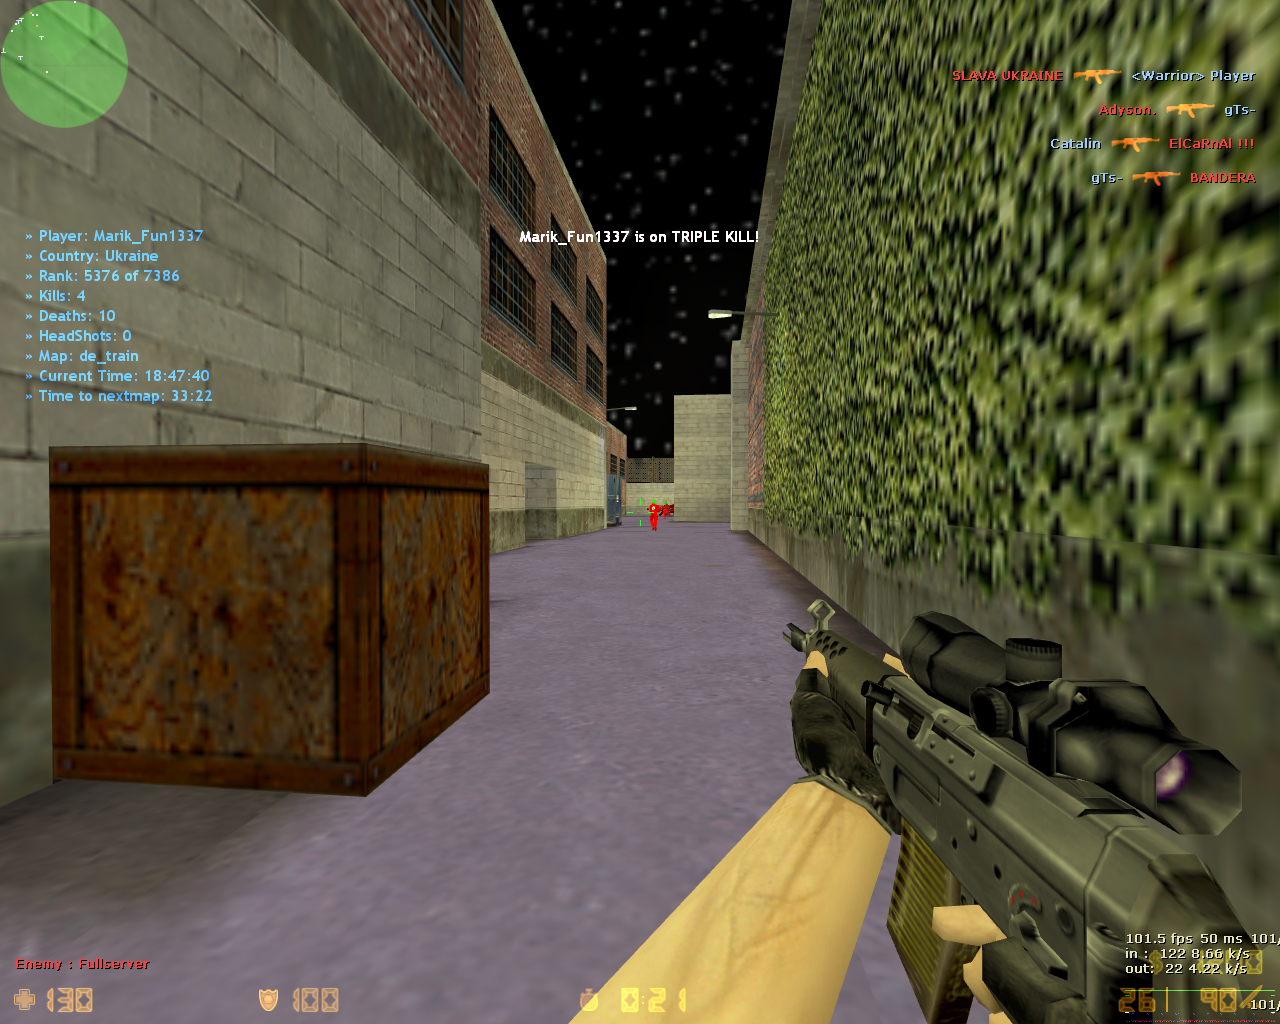 SLAVA UKRAINE <Warrior> Player
Adyson. gTs-
Catalin ElCaRnAl !!!
gTs- BANDERA
Marik_Fun1337 is on TRIPLE KILL!
» Player: Marik_Fun1337
» Country: Ukraine
» Rank: 5376 of 7386
» Kills: 4
» Deaths: 10
» HeadShots: 0
» Map: de_train
» Current Time: 18:47:40
» Time to nextmap: 33:22
Enemy : Fullserver
101.5 fps 50 ms 101/
in : 122 8.66 k/s
out: 22 4.22 k/s
130 100 0:21 26 | 90
101/